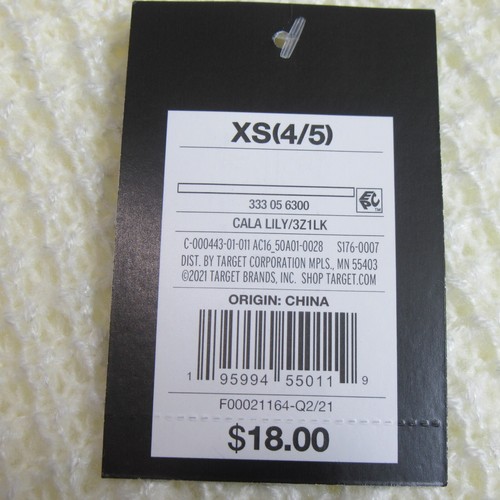 XS(4/5)
333 05 6300
CALA LILY/3Z1LK
C-000443-01-011 AC16_50A01-0028 S176-0007
DIST. BY TARGET CORPORATION MPLS., MN 55403
©2021 TARGET BRANDS, INC. SHOP TARGET.COM
ORIGIN: CHINA
1 95994 55011 9
F00021164-Q2/21
$18.00